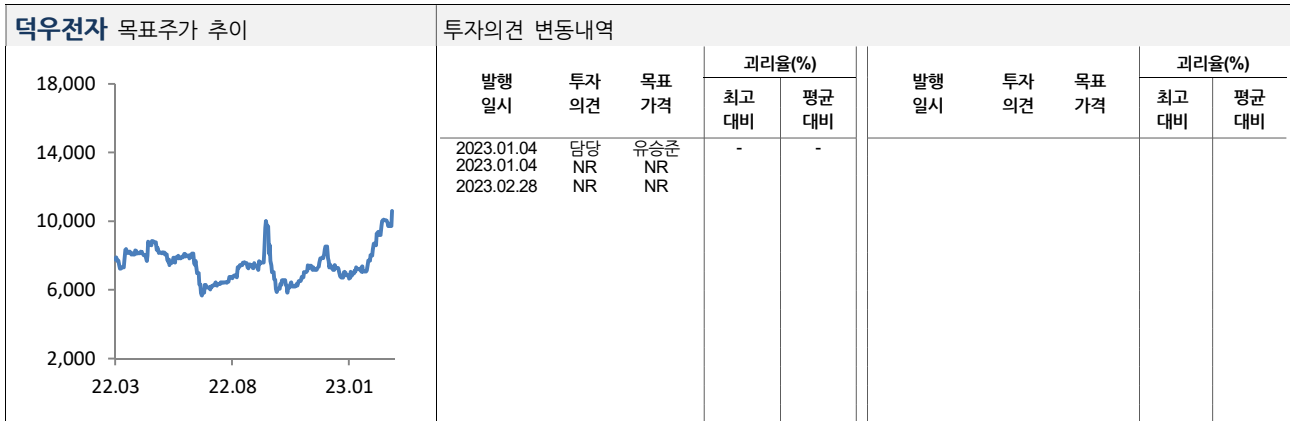 덕우전자 목표주가 추이
투자의견 변동내역
18,000
14,000
10,000
6,000
2,000
22.03 22.08 23.01
발행 일시 투자 의견 목표 가격 괴리율(%) 최고 대비 평균 대비
발행 일시 투자 의견 목표 가격 괴리율(%) 최고 대비 평균 대비
2023.01.04 담당 유승준 - -
2023.01.04 NR NR
2023.02.28 NR NR